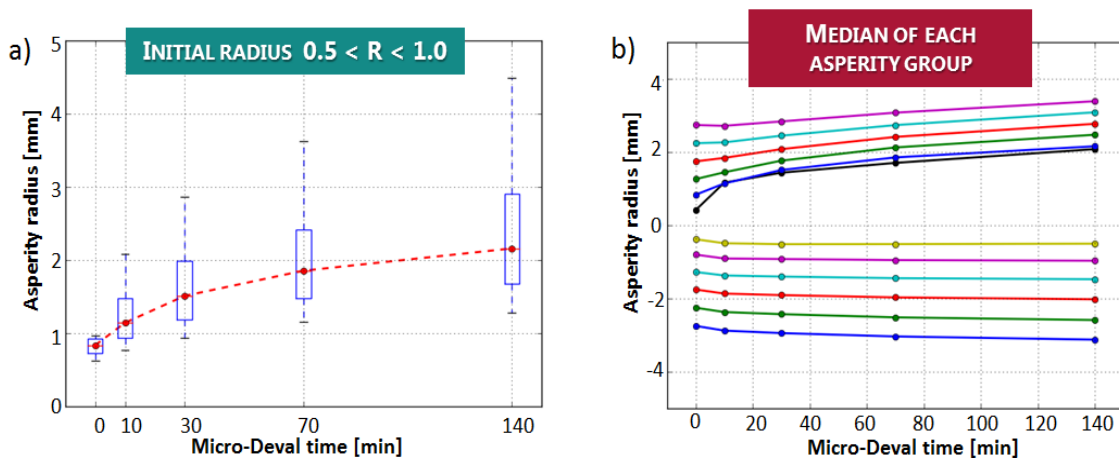 a)
INITIAL RADIUS 0.5 < R < 1.0
Asperity radius [mm]
5
4
3
2
1
0
0 10 30 70 140
Micro-Deval time [min]
b)
MEDIAN OF EACH
ASPERITY GROUP
Asperity radius [mm]
4
2
0
-2
-4
0 20 40 60 80 100 120 140
Micro-Deval time [min]